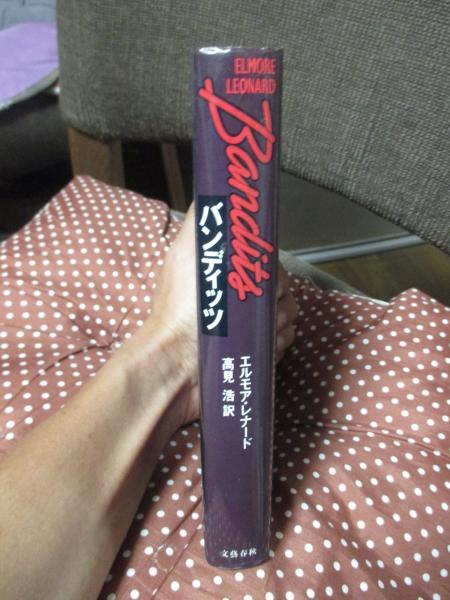 ELMORE
LEONARD
Bandits
バンディッツ
エルモア・レナード
高見 浩 訳
文藝春秋